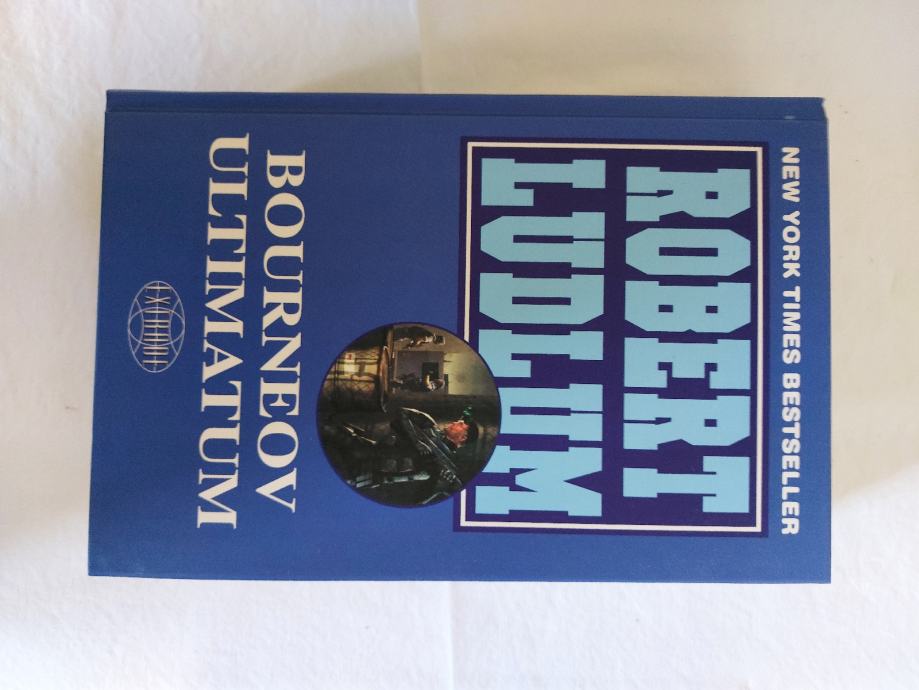 NEW YORK TIMES BESTSELLER
ROBERT
LUDLUM
BOURNEOV
ULTIMATUM